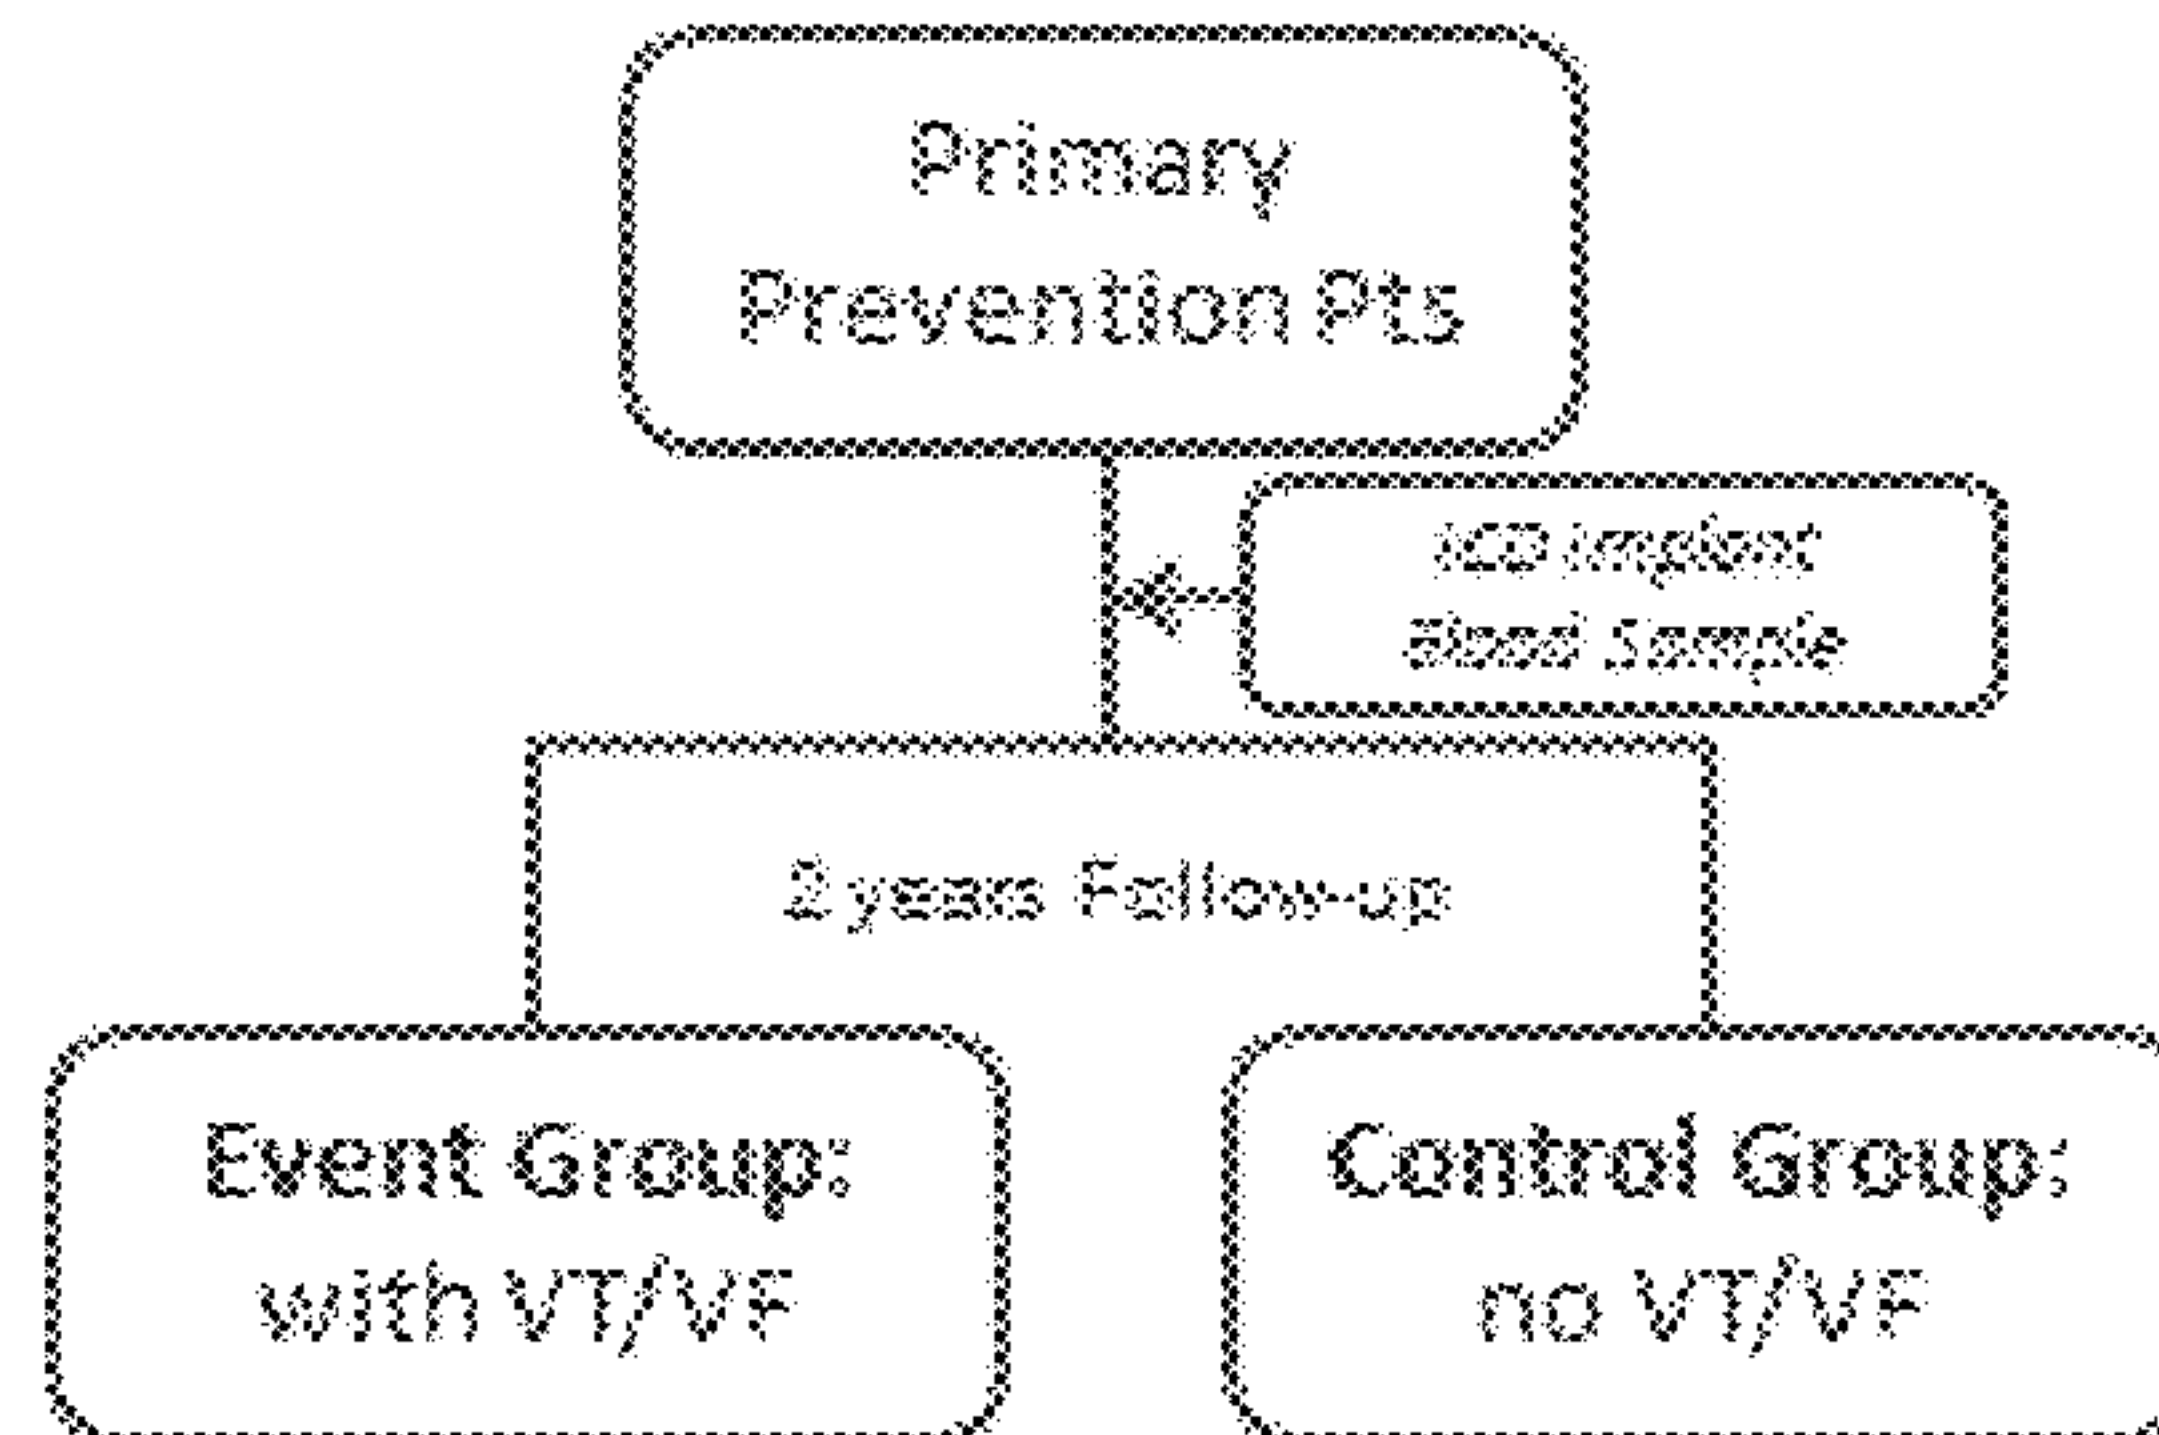 Primary
Prevention Pts
ICD Implant
Blood Sample
2 years Follow-up
Event Group:
with VT/VF
Control Group:
no VT/VF